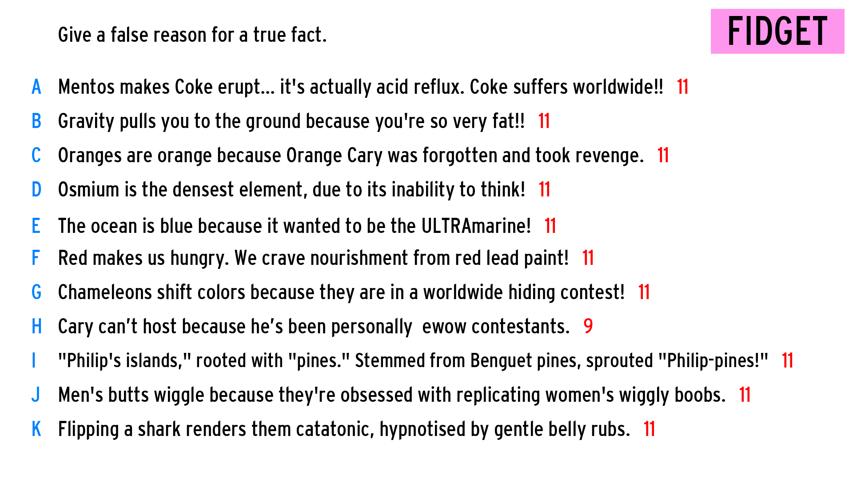 Give a false reason for a true fact.
FIDGET
A Mentos makes Coke erupt... it's actually acid reflux. Coke suffers worldwide!! 11
B Gravity pulls you to the ground because you're so very fat!! 11
C Oranges are orange because Orange Cary was forgotten and took revenge. 11
D Osmium is the densest element, due to its inability to think! 11
E The ocean is blue because it wanted to be the ULTRAmarine! 11
F Red makes us hungry. We crave nourishment from red lead paint! 11
G Chameleons shift colors because they are in a worldwide hiding contest! 11
H Cary can’t host because he’s been personally  ewow contestants. 9
I "Philip's islands," rooted with "pines." Stemmed from Benguet pines, sprouted "Philip-pines!" 11
J Men's butts wiggle because they're obsessed with replicating women's wiggly boobs. 11
K Flipping a shark renders them catatonic, hypnotised by gentle belly rubs. 11